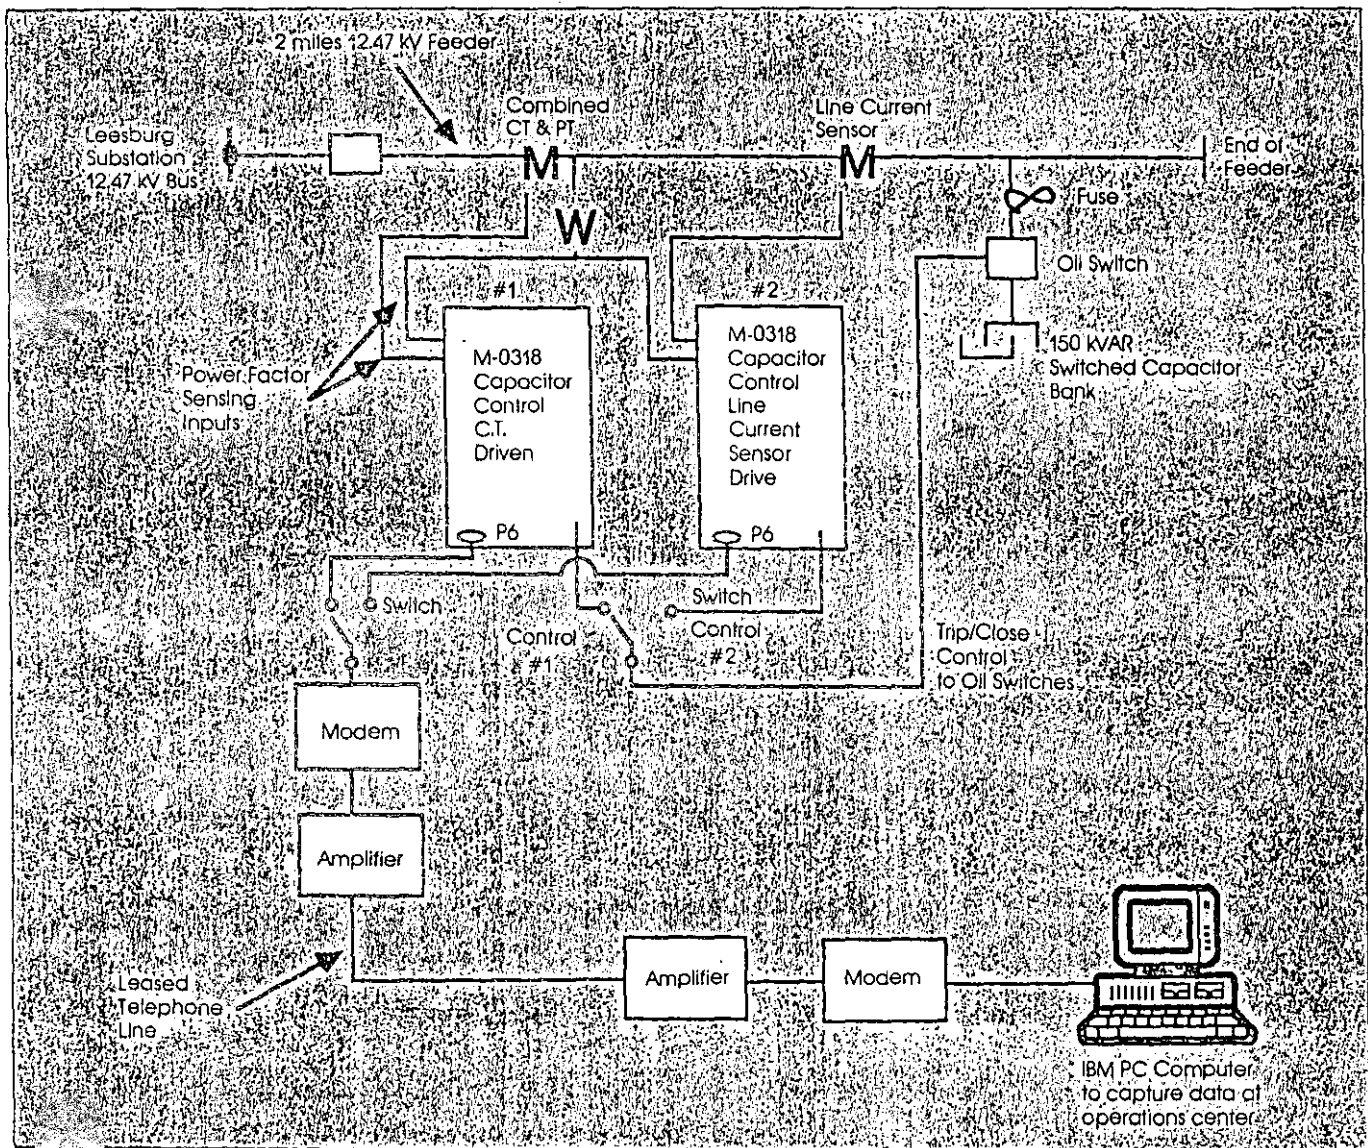 2 miles 12.47 kV Feeder
Combined
CT & PT
Line Current
Sensor
Leesburg
Substation
12.47 kV Bus
M
M
End of
Feeder
Fuse
W
Oil Switch
#1
#2
M-0318
Capacitor
Control
C.T.
Driven
M-0318
Capacitor
Control
Line
Current
Sensor
Drive
150 kVAR
Switched Capacitor
Bank
Power Factor
Sensing
Inputs
P6
P6
Switch
Switch
Control
#1
Control
#2
Trip/Close
Control
to Oil Switches
Modem
Amplifier
Leased
Telephone
Line
Amplifier
Modem
IBM PC Computer
to capture data at
operations center